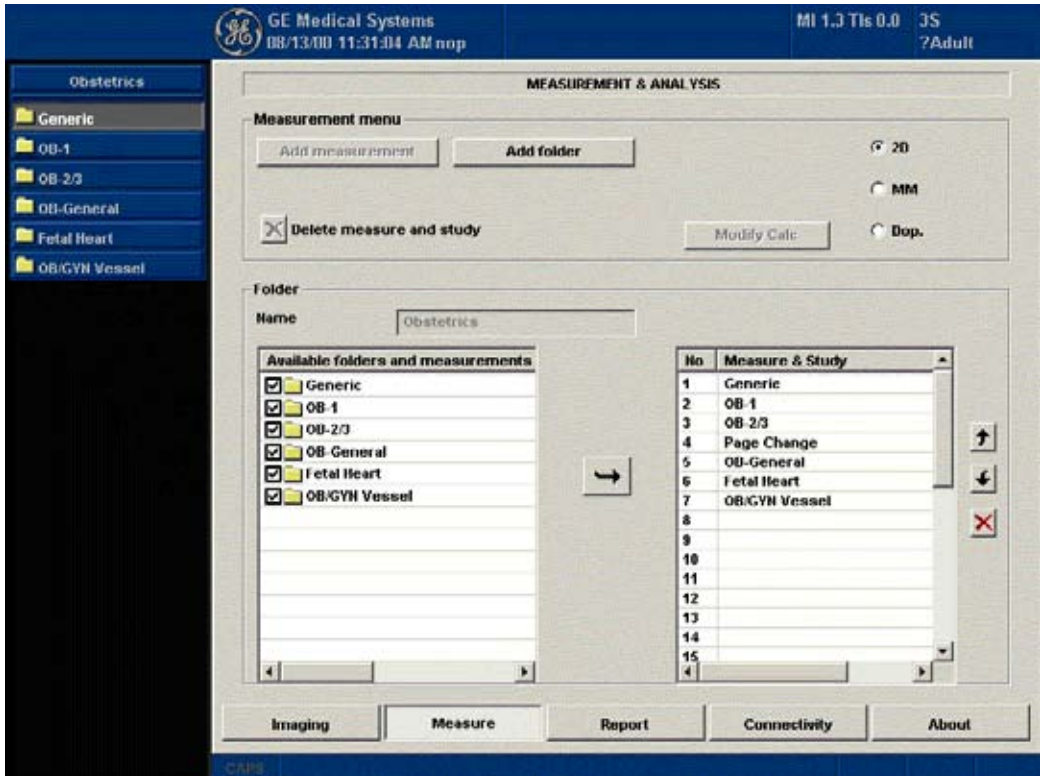 GE Medical Systems
08/13/00 11:31:04 AM nop
MI 1.3 TIs 0.0
3S
?Adult
Obstetrics
Generic
OB-1
OB-2/3
OB-General
Fetal Heart
OB/GYN Vessel
MEASUREMENT & ANALYSIS
Measurement menu
Add measurement
Add folder
2D
MM
Delete measure and study
Modify Calc
Dop.
Folder
Name
Obstetrics
Available folders and measurements
Generic
OB-1
OB-2/3
OB-General
Fetal Heart
OB/GYN Vessel
No Measure & Study
1 Generic
2 OB-1
3 OB-2/3
4 Page Change
5 OB-General
6 Fetal Heart
7 OB/GYN Vessel
8
9
10
11
12
13
14
15
Imaging
Measure
Report
Connectivity
About
CAPS